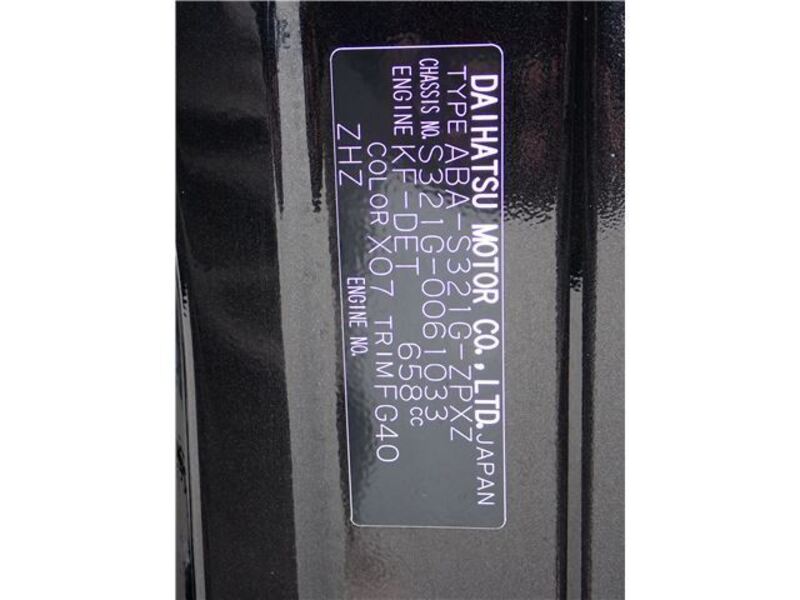 DAIHATSU MOTOR CO., LTD. JAPAN
TYPE ABA-S321G-ZPXZ
CHASSIS NO. S321G-0061033
ENGINE KF-DET 658cc
COLOR X07 TRIM FG40
ZHZ ENGINE NO.